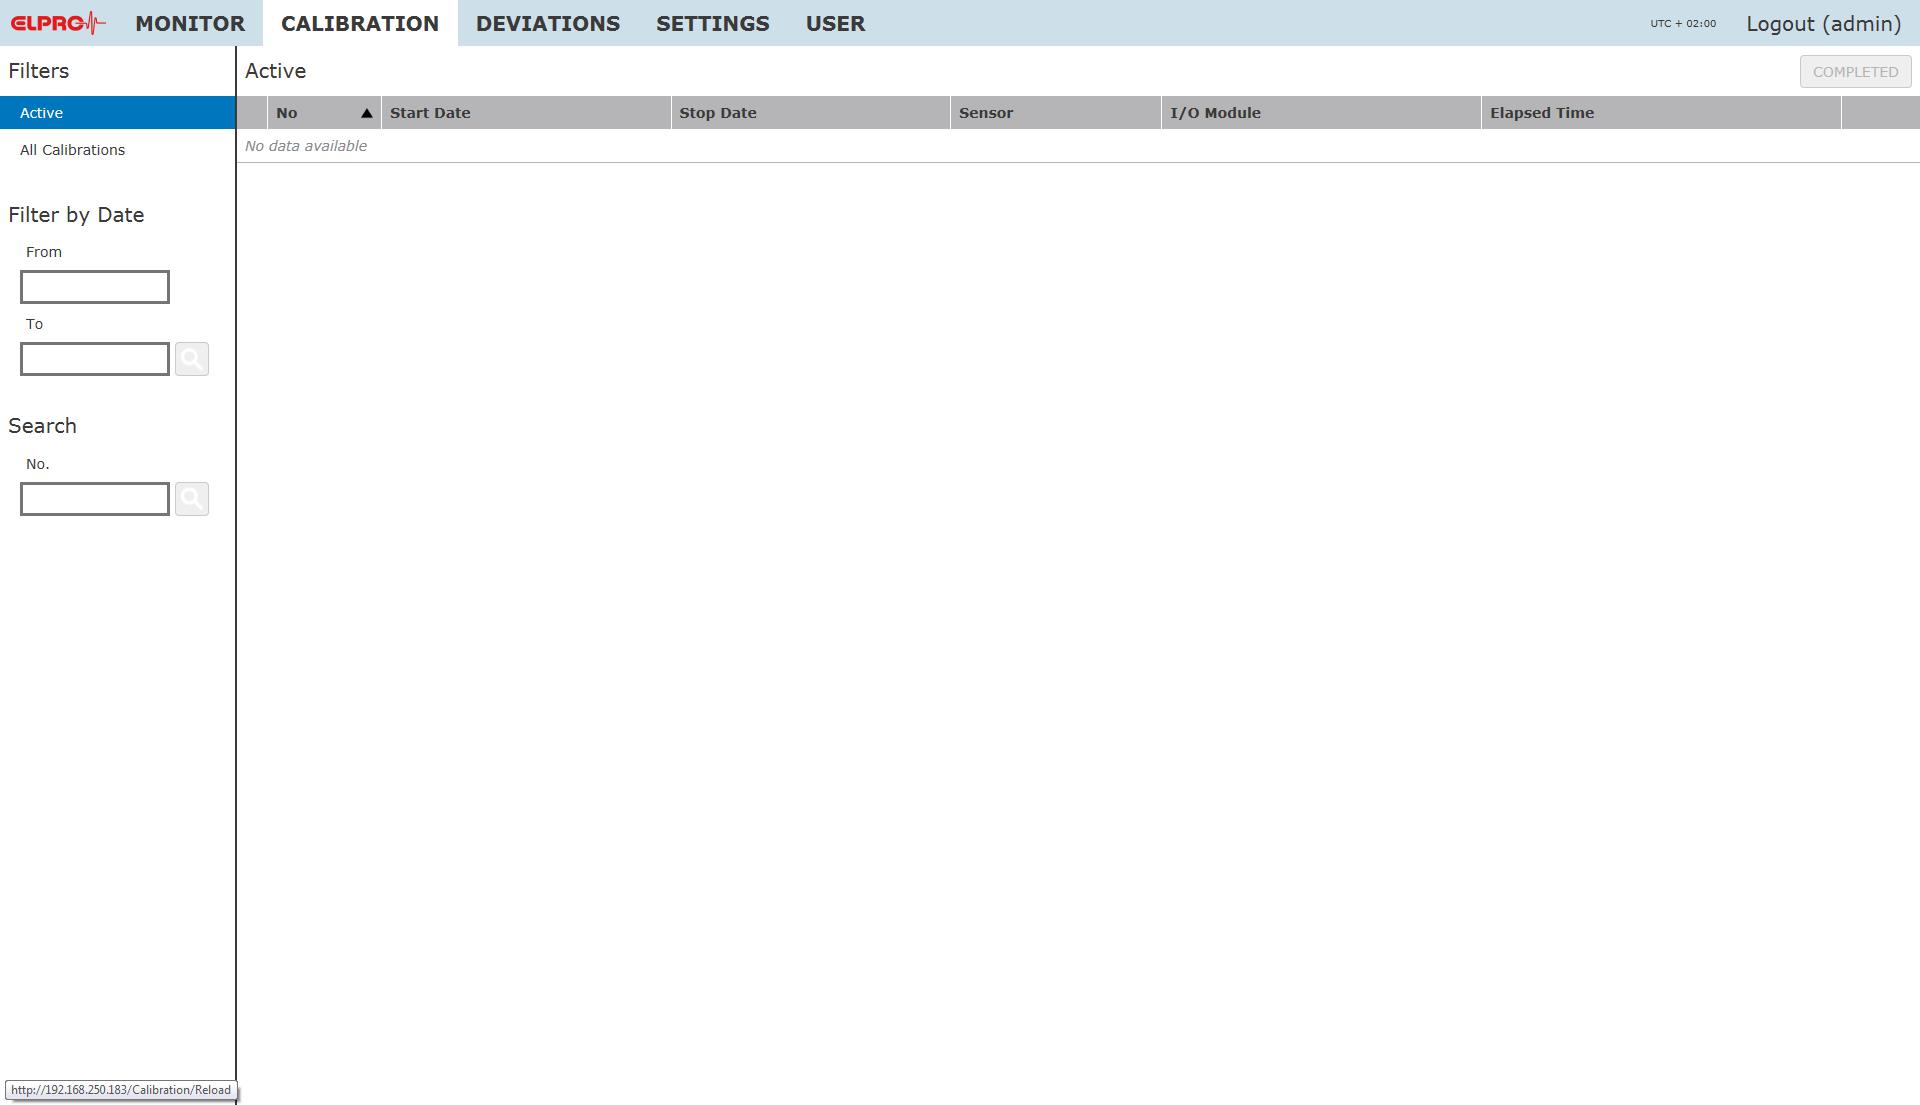 ELPRO MONITOR CALIBRATION DEVIATIONS SETTINGS USER UTC + 02:00 Logout (admin)
Filters
Active
All Calibrations
Filter by Date
From
To
Search
No.
Active COMPLETED
No Start Date Stop Date Sensor I/O Module Elapsed Time
No data available
http://192.168.250.183/Calibration/Reload